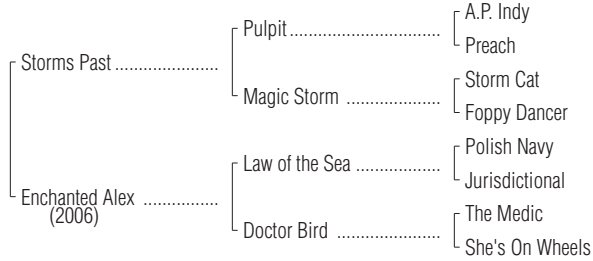 A.P. Indy
Pulpit
Preach
Storms Past
Storm Cat
Magic Storm
Foppy Dancer
Polish Navy
Law of the Sea
Jurisdictional
Enchanted Alex
(2006)
The Medic
Doctor Bird
She's On Wheels